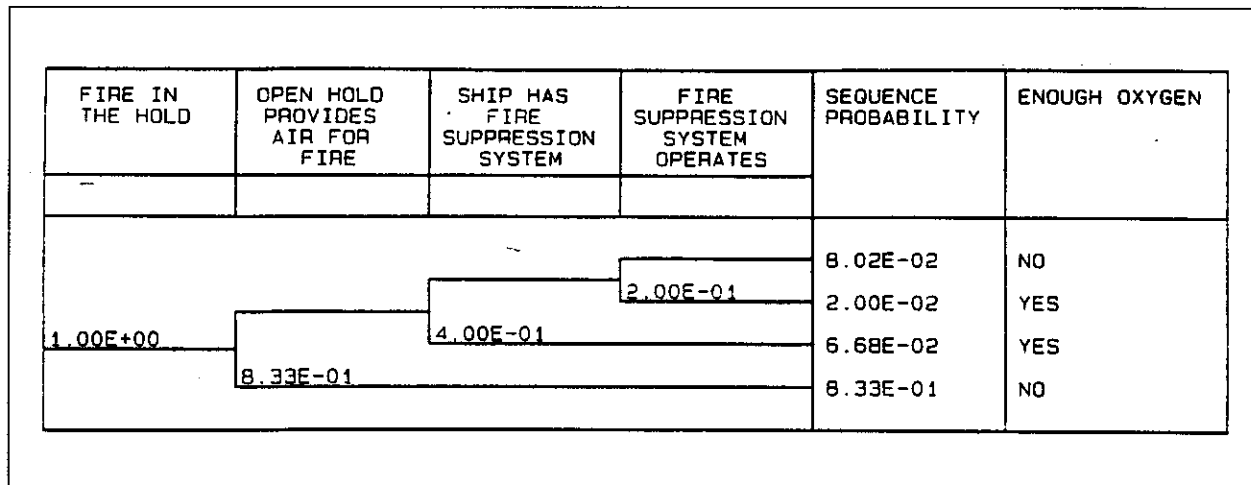 FIRE IN
THE HOLD
OPEN HOLD
PROVIDES
AIR FOR
FIRE
SHIP HAS
FIRE
SUPPRESSION
SYSTEM
FIRE
SUPPRESSION
SYSTEM
OPERATES
SEQUENCE
PROBABILITY
ENOUGH OXYGEN
8.02E-02 NO
2.00E-01
2.00E-02 YES
1.00E+00
4.00E-01
6.68E-02 YES
8.33E-01
8.33E-01 NO